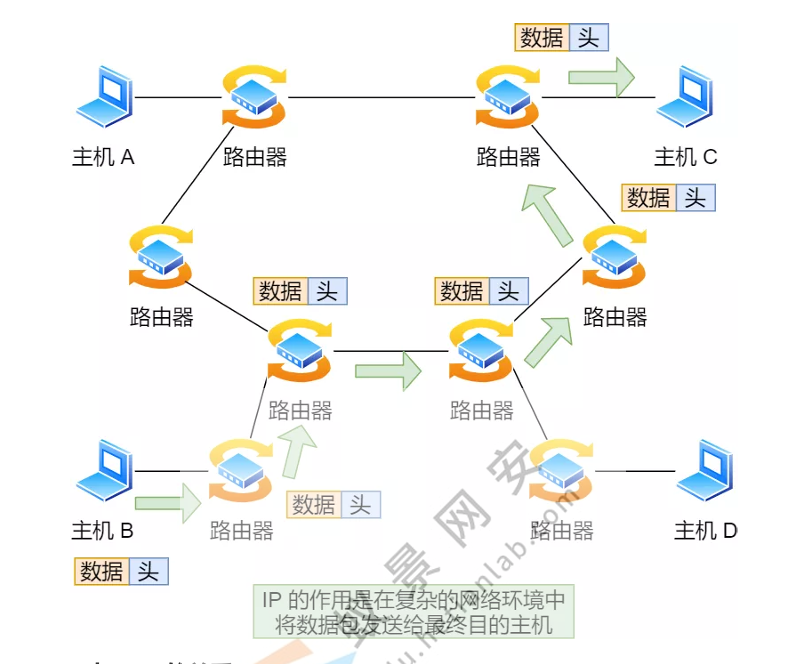 数据 头
主机 A
路由器
路由器
主机 C
数据 头
路由器
数据 头
数据 头
路由器
路由器
路由器
主机 B
路由器
数据 头
路由器
主机 D
数据 头
IP 的作用是在复杂的网络环境中
将数据包发送给最终目的主机
蚁景网安